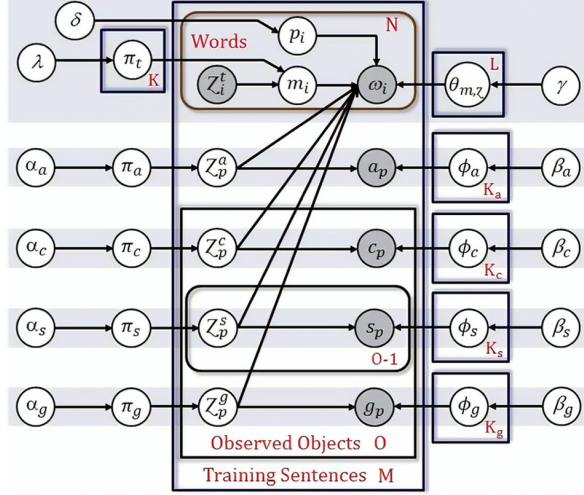 δ p_i N
Words
λ π_t K Z_i^t m_i ω_i θ_{m,z} L γ
α_a π_a Z_p^a a_p ϕ_a β_a
K_a
α_c π_c Z_p^c c_p ϕ_c β_c
K_c
α_s π_s Z_p^s s_p ϕ_s β_s
O-1 K_s
α_g π_g Z_p^g g_p ϕ_g β_g
K_g
Observed Objects O
Training Sentences M